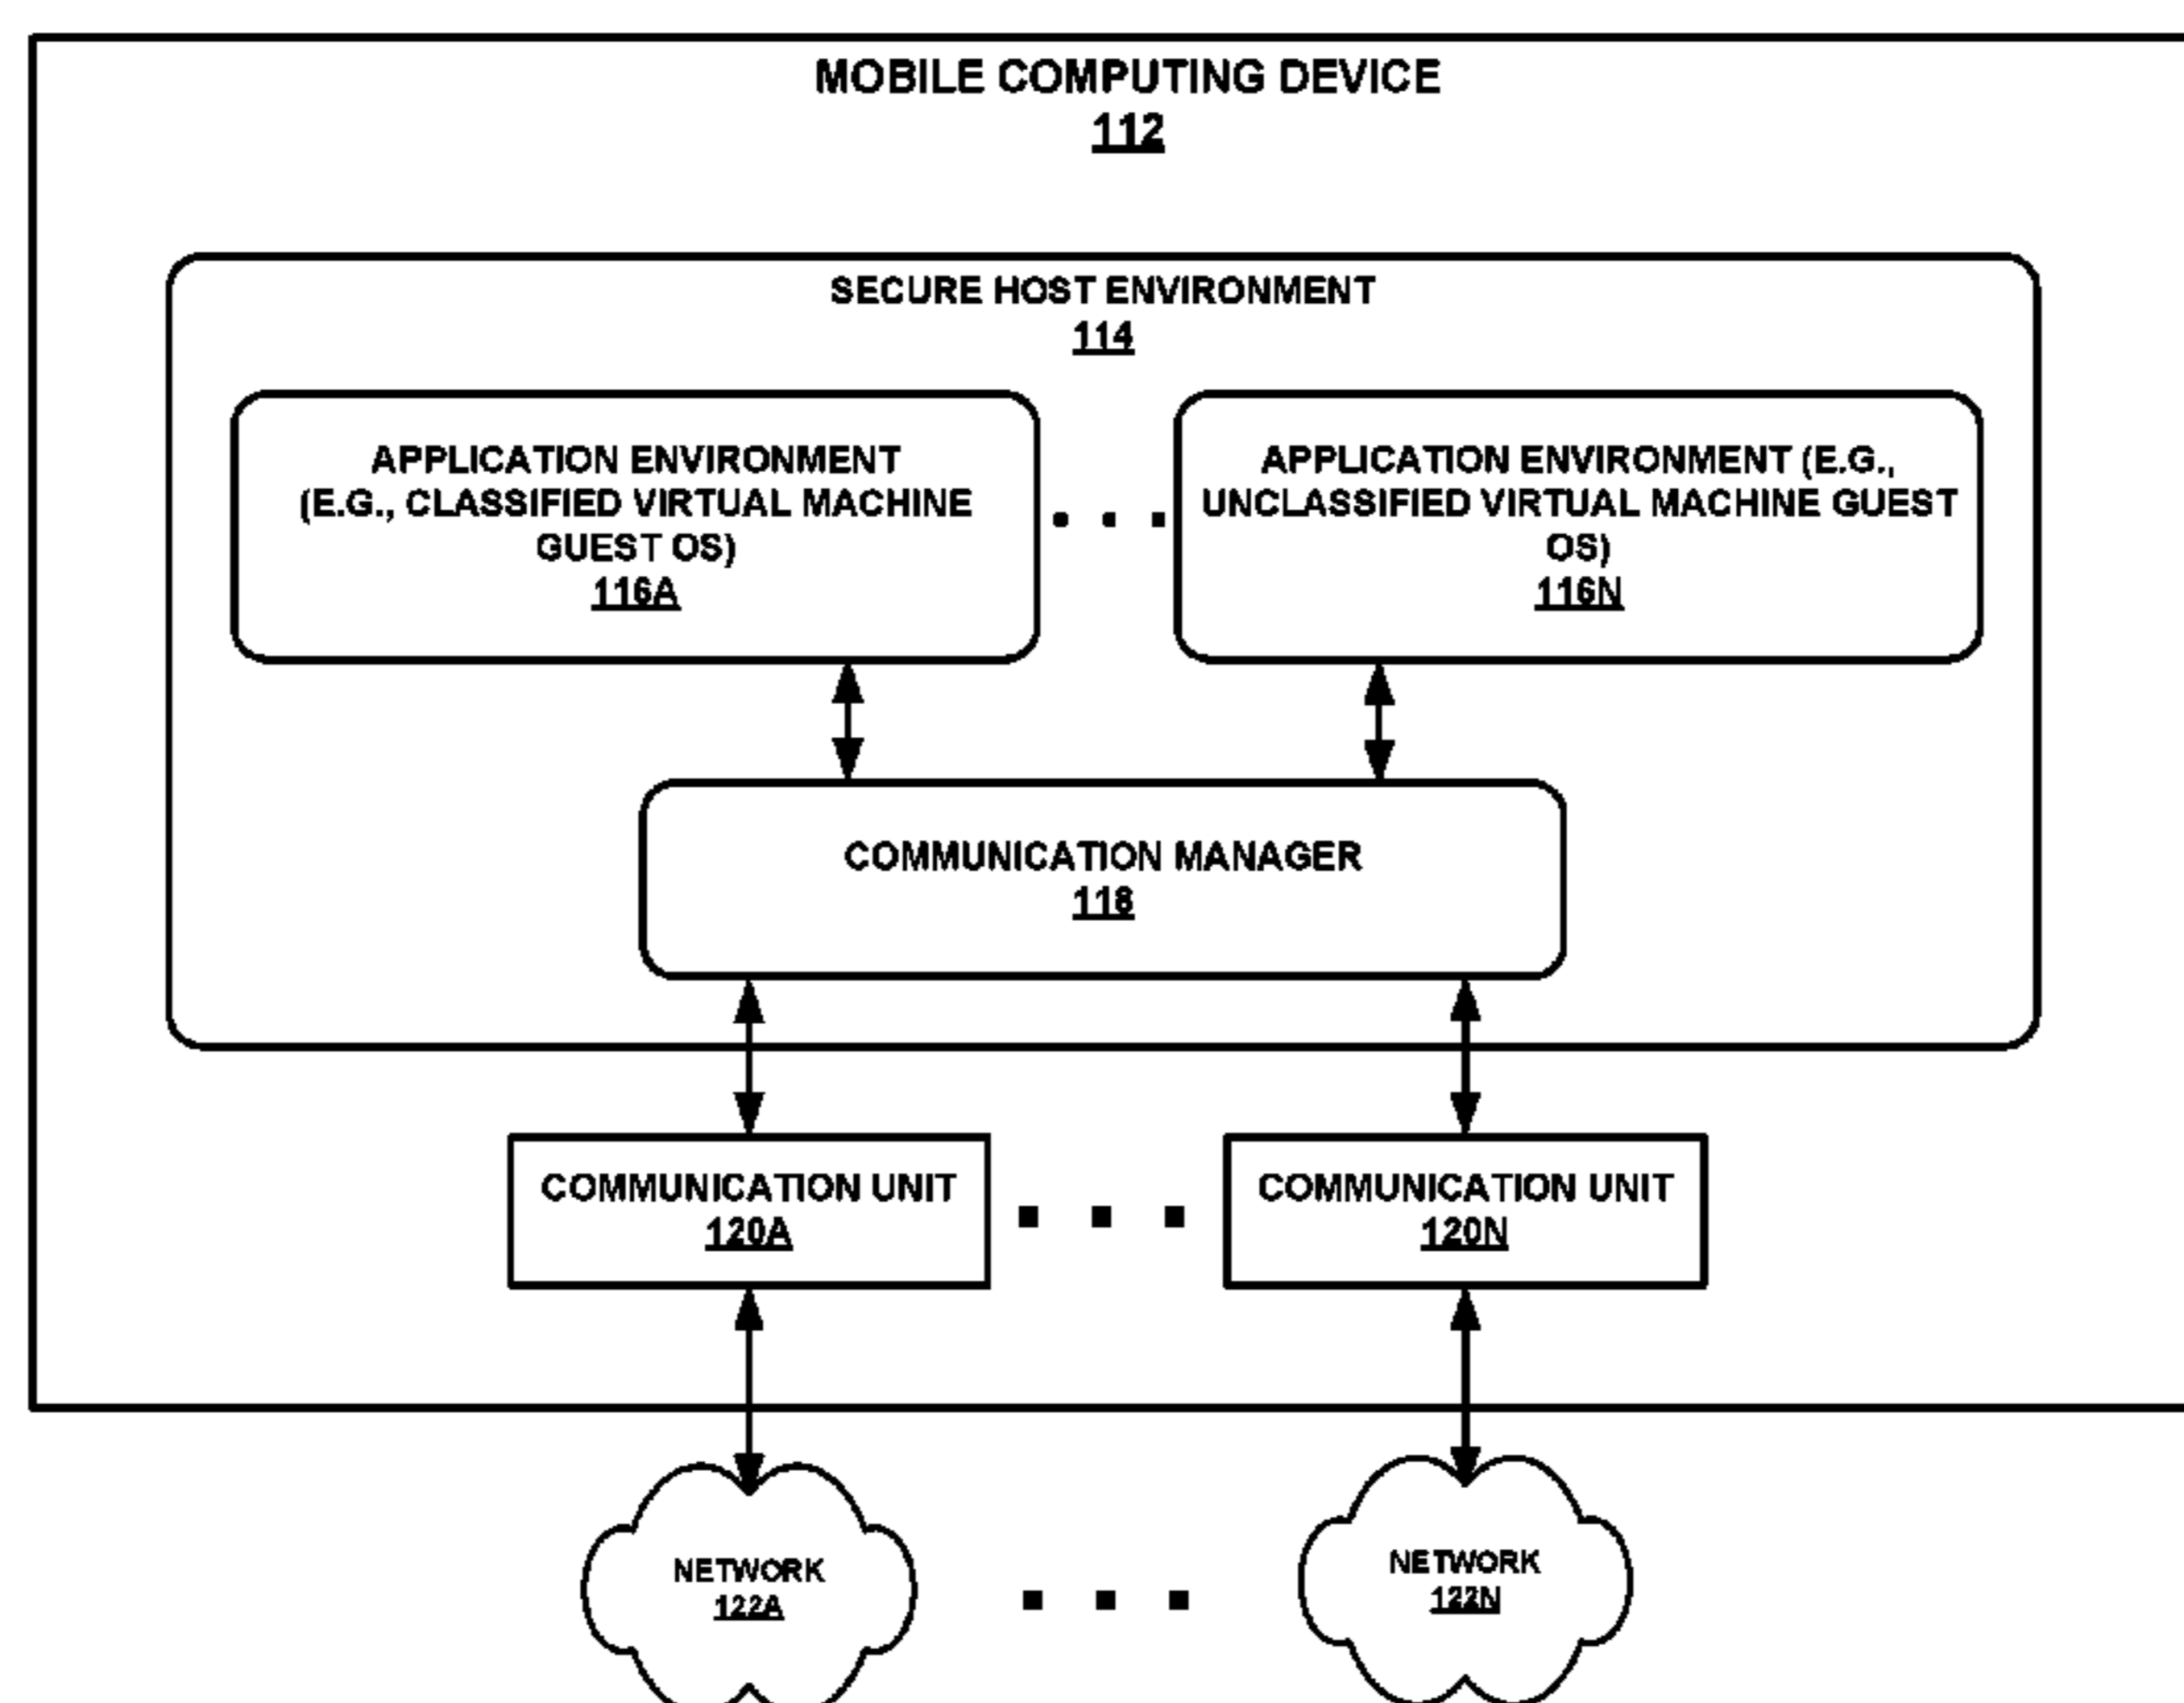 MOBILE COMPUTING DEVICE
112
SECURE HOST ENVIRONMENT
114
APPLICATION ENVIRONMENT
(E.G., CLASSIFIED VIRTUAL MACHINE
GUEST OS)
116A
APPLICATION ENVIRONMENT (E.G.,
UNCLASSIFIED VIRTUAL MACHINE GUEST
OS)
116N
COMMUNICATION MANAGER
118
COMMUNICATION UNIT
120A
COMMUNICATION UNIT
120N
NETWORK
122A
NETWORK
122N